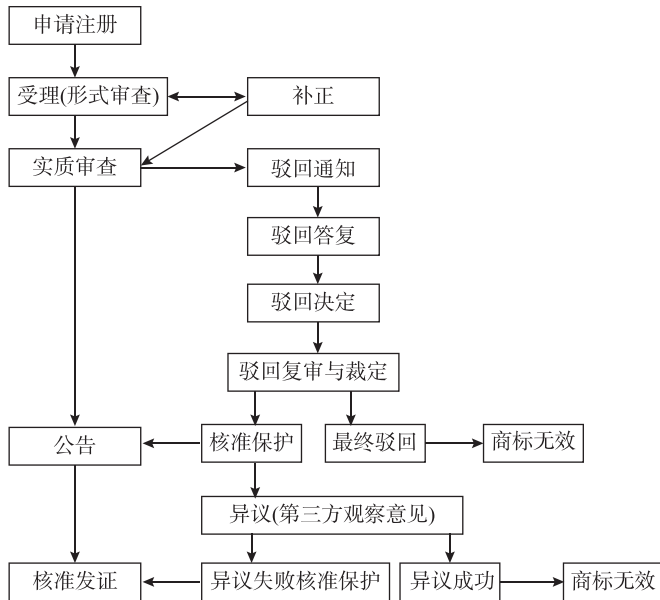 申请注册
受理(形式审查)
补正
实质审查
驳回通知
驳回答复
驳回决定
驳回复审与裁定
公告
核准保护
最终驳回
商标无效
异议(第三方观察意见)
核准发证
异议失败核准保护
异议成功
商标无效